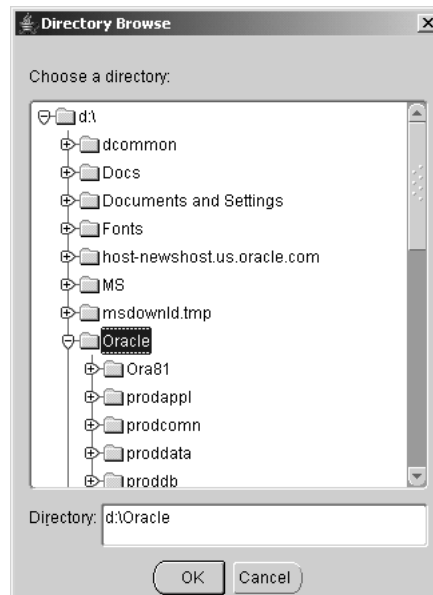 Directory Browse
Choose a directory:
d:\
dcommon
Docs
Documents and Settings
Fonts
host-newshost.us.oracle.com
MS
msdownld.tmp
Oracle
Ora81
prodappl
prodcomn
proddata
proddb
Directory: d:\Oracle
OK Cancel